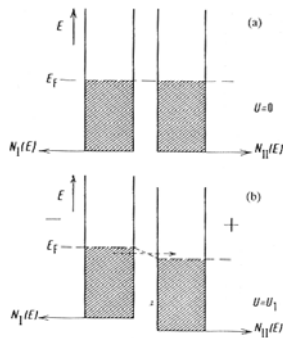 E
(a)
E_F
U=0
N_I(E)
N_II(E)
E
(b)
− +
E_F
U=U_1
N_I(E)
N_II(E)